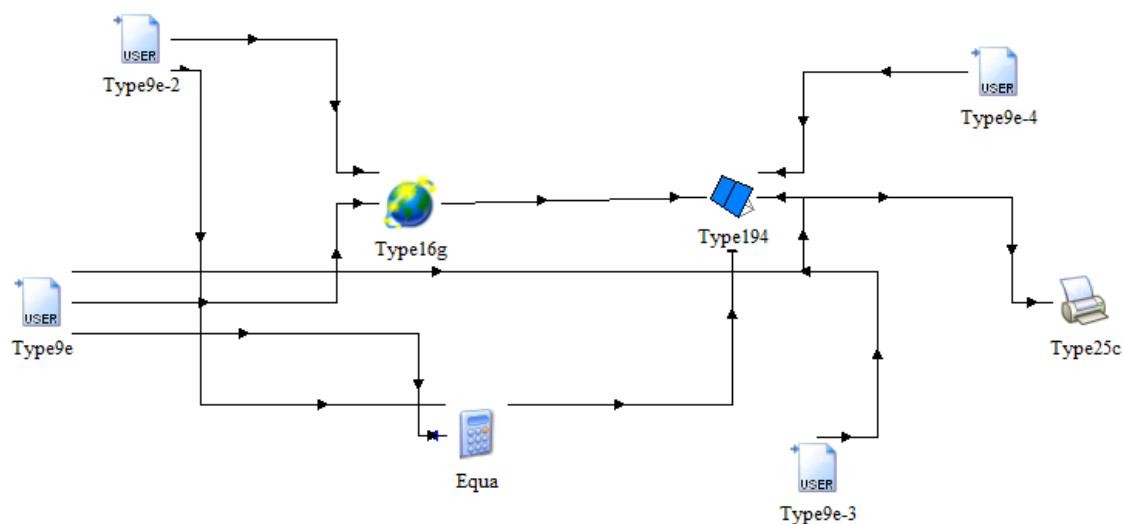 USER
Type9e-2
USER
Type9e-4
Type16g
Type194
USER
Type9e
Type25c
Equa
USER
Type9e-3